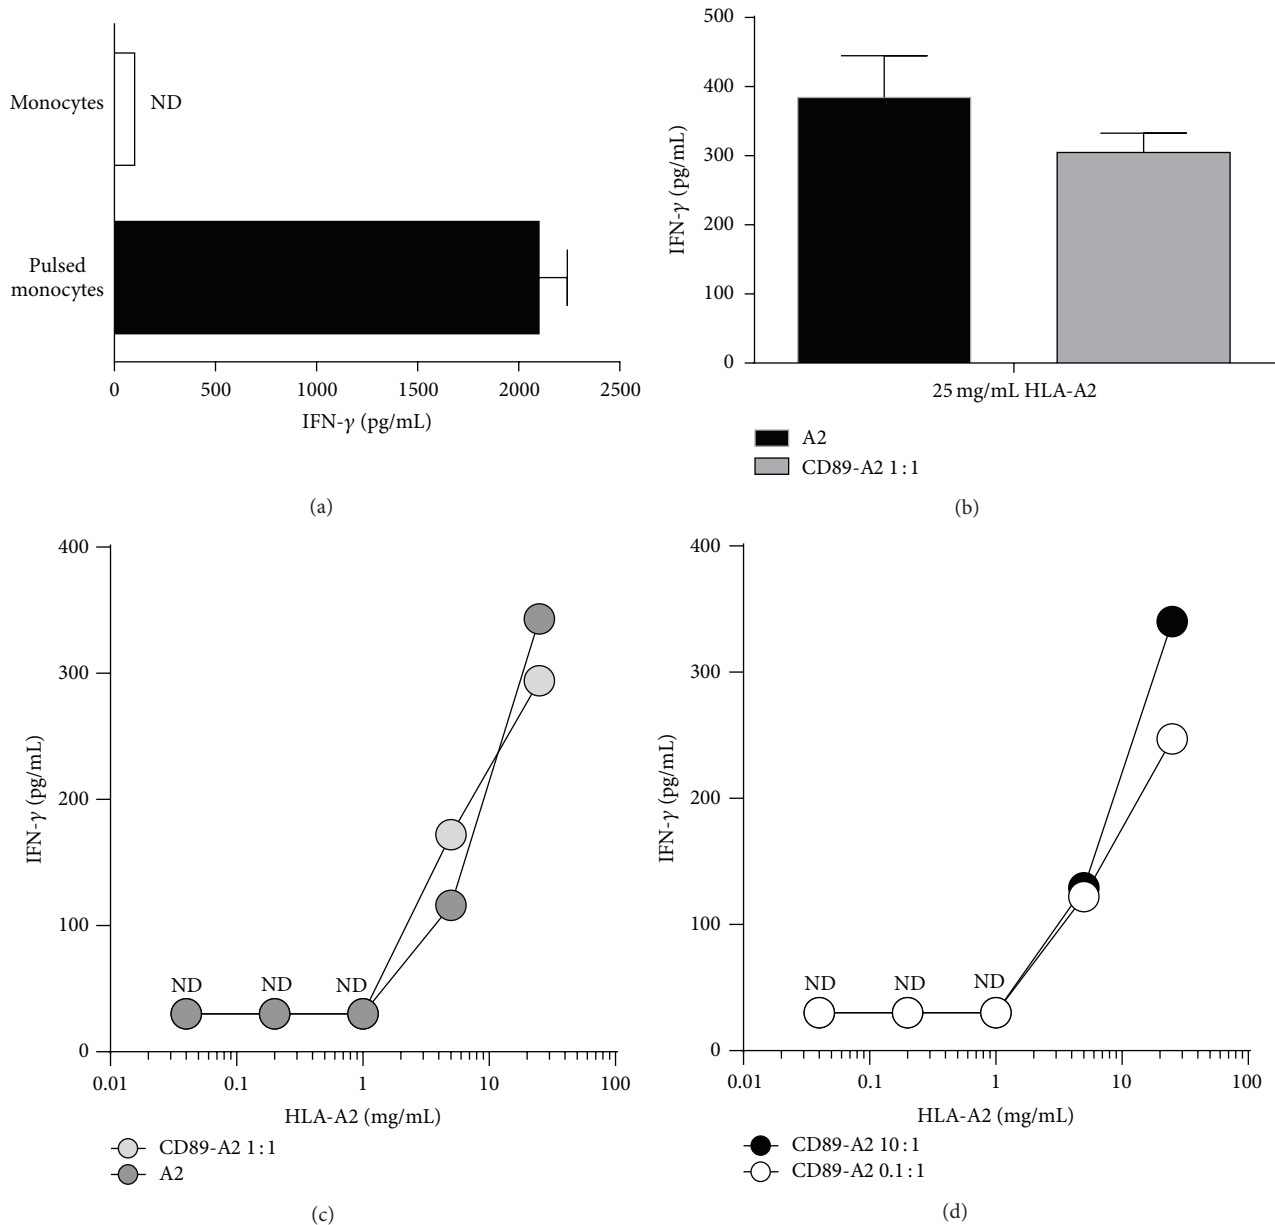 Monocytes
ND
Pulsed
monocytes
0 500 1000 1500 2000 2500
IFN-γ (pg/mL)
(a)
500
400
300
200
100
0
IFN-γ (pg/mL)
25 mg/mL HLA-A2
A2
CD89-A2 1 : 1
(b)
400
300
200
100
0
IFN-γ (pg/mL)
ND ND ND
0.01 0.1 1 10 100
HLA-A2 (mg/mL)
CD89-A2 1 : 1
A2
(c)
400
300
200
100
0
IFN-γ (pg/mL)
ND ND ND
0.01 0.1 1 10 100
HLA-A2 (mg/mL)
CD89-A2 10 : 1
CD89-A2 0.1 : 1
(d)